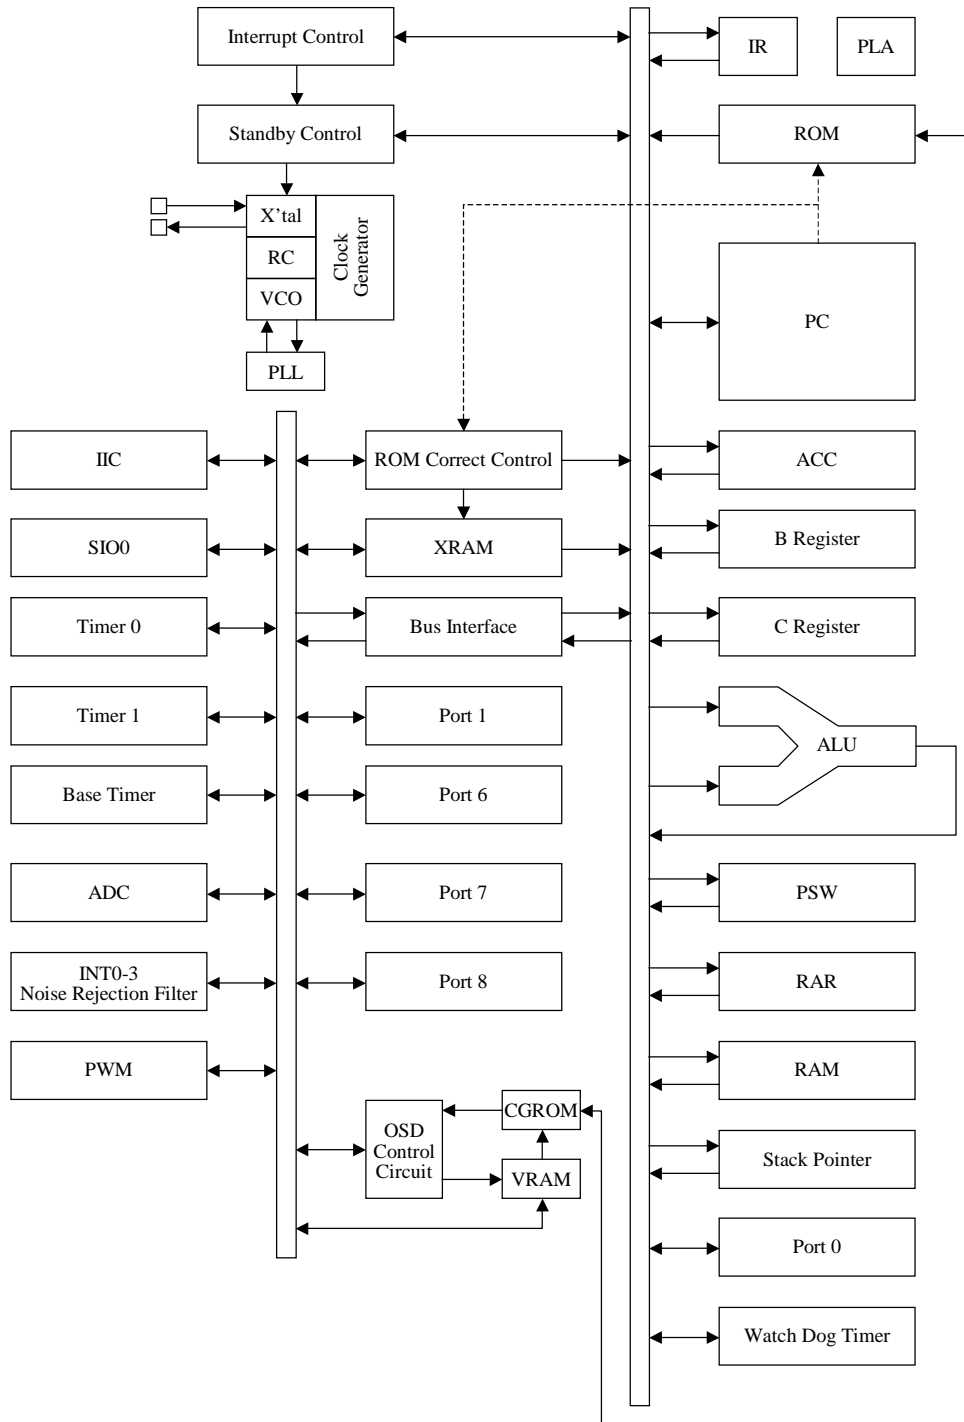 Interrupt Control
IR
PLA
Standby Control
ROM
X'tal
RC
VCO
Clock
Generator
PC
PLL
IIC
ROM Correct Control
ACC
SIO0
XRAM
B Register
Timer 0
Bus Interface
C Register
Timer 1
Port 1
ALU
Base Timer
Port 6
ADC
Port 7
PSW
INT0-3
Noise Rejection Filter
Port 8
RAR
PWM
RAM
OSD
Control
Circuit
CGROM
VRAM
Stack Pointer
Port 0
Watch Dog Timer